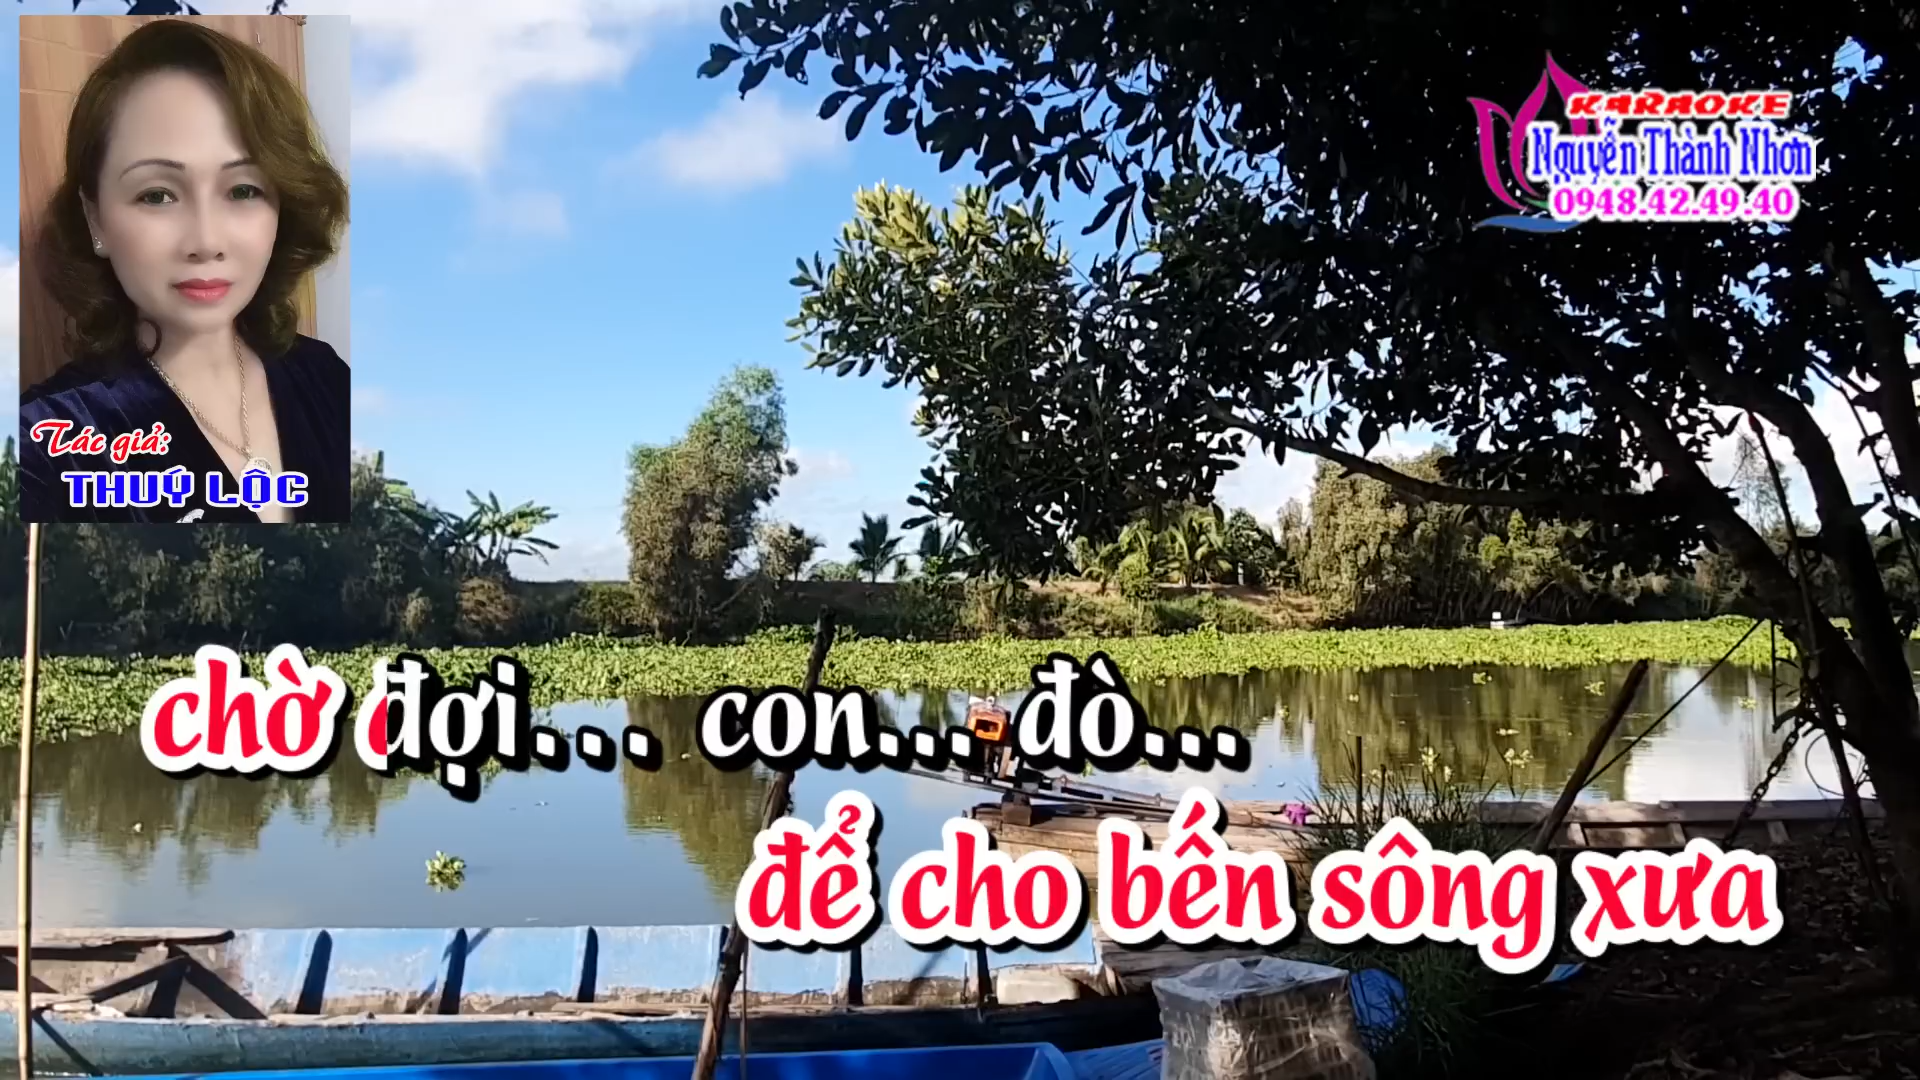 Tác giả:
THUÝ LỘC
KARAOKE
Nguyễn Thành Nhơn
0948.42.49.40
chờ đợi... con... đò...
để cho bến sông xưa